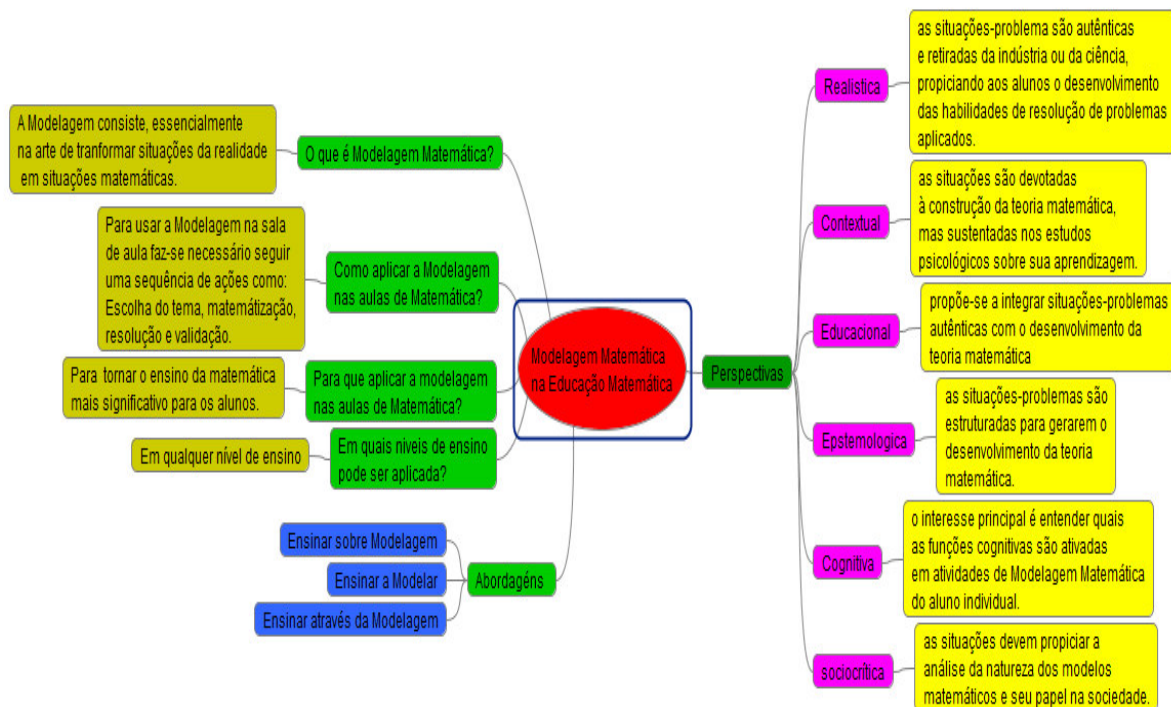 A Modelagem consiste, essencialmente
na arte de tranformar situações da realidade
em situações matemáticas.
O que é Modelagem Matemática?
Para usar a Modelagem na sala
de aula faz-se necessário seguir
uma sequência de ações como:
Escolha do tema, matemátização,
resolução e validação.
Como aplicar a Modelagem
nas aulas de Matemática?
Para tornar o ensino da matemática
mais significativo para os alunos.
Para que aplicar a modelagem
nas aulas de Matemática?
Em qualquer nível de ensino
Em quais niveis de ensino
pode ser aplicada?
Ensinar sobre Modelagem
Ensinar a Modelar
Ensinar através da Modelagem
Abordagéns
Modelagem Matemática
na Educação Matemática
Perspectivas
Realistica
as situações-problema são autênticas
e retiradas da indústria ou da ciência,
propiciando aos alunos o desenvolvimento
das habilidades de resolução de problemas
aplicados.
Contextual
as situações são devotadas
à construção da teoria matemática,
mas sustentadas nos estudos
psicológicos sobre sua aprendizagem.
Educacional
propõe-se a integrar situações-problemas
autênticas com o desenvolvimento da
teoria matemática
Epstemologica
as situações-problemas são
estruturadas para gerarem o
desenvolvimento da teoria
matemática.
Cognitiva
o interesse principal é entender quais
as funções cognitivas são ativadas
em atividades de Modelagem Matemática
do aluno individual.
sociocrítica
as situações devem propiciar a
análise da natureza dos modelos
matemáticos e seu papel na sociedade.